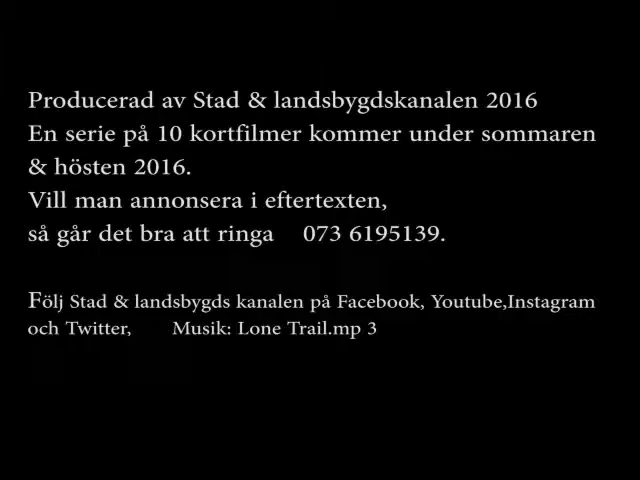 Producerad av Stad & landsbygdskanalen 2016
En serie på 10 kortfilmer kommer under sommaren
& hösten 2016.
Vill man annonsera i eftertexten,
så går det bra att ringa 073 6195139.
Följ Stad & landsbygds kanalen på Facebook, Youtube,Instagram
och Twitter, Musik: Lone Trail.mp 3